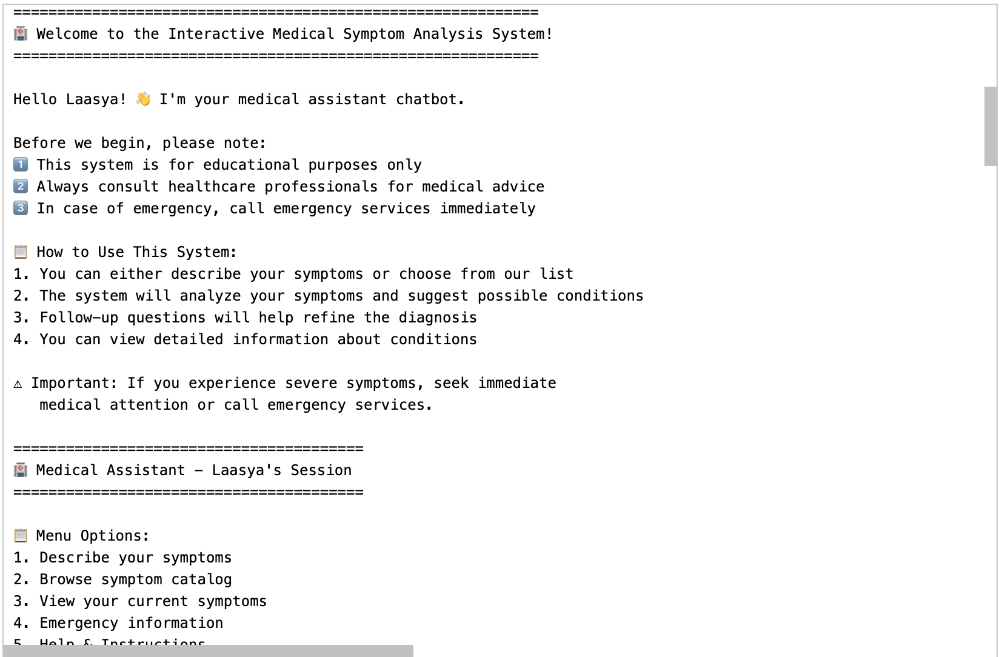 ============================================================
🏥 Welcome to the Interactive Medical Symptom Analysis System!
============================================================
Hello Laasya! 👋 I'm your medical assistant chatbot.
Before we begin, please note:
1️⃣ This system is for educational purposes only
2️⃣ Always consult healthcare professionals for medical advice
3️⃣ In case of emergency, call emergency services immediately
📋 How to Use This System:
1. You can either describe your symptoms or choose from our list
2. The system will analyze your symptoms and suggest possible conditions
3. Follow-up questions will help refine the diagnosis
4. You can view detailed information about conditions
⚠ Important: If you experience severe symptoms, seek immediate
medical attention or call emergency services.
========================================
🏥 Medical Assistant - Laasya's Session
========================================
📋 Menu Options:
1. Describe your symptoms
2. Browse symptom catalog
3. View your current symptoms
4. Emergency information
5. Help & Instructions